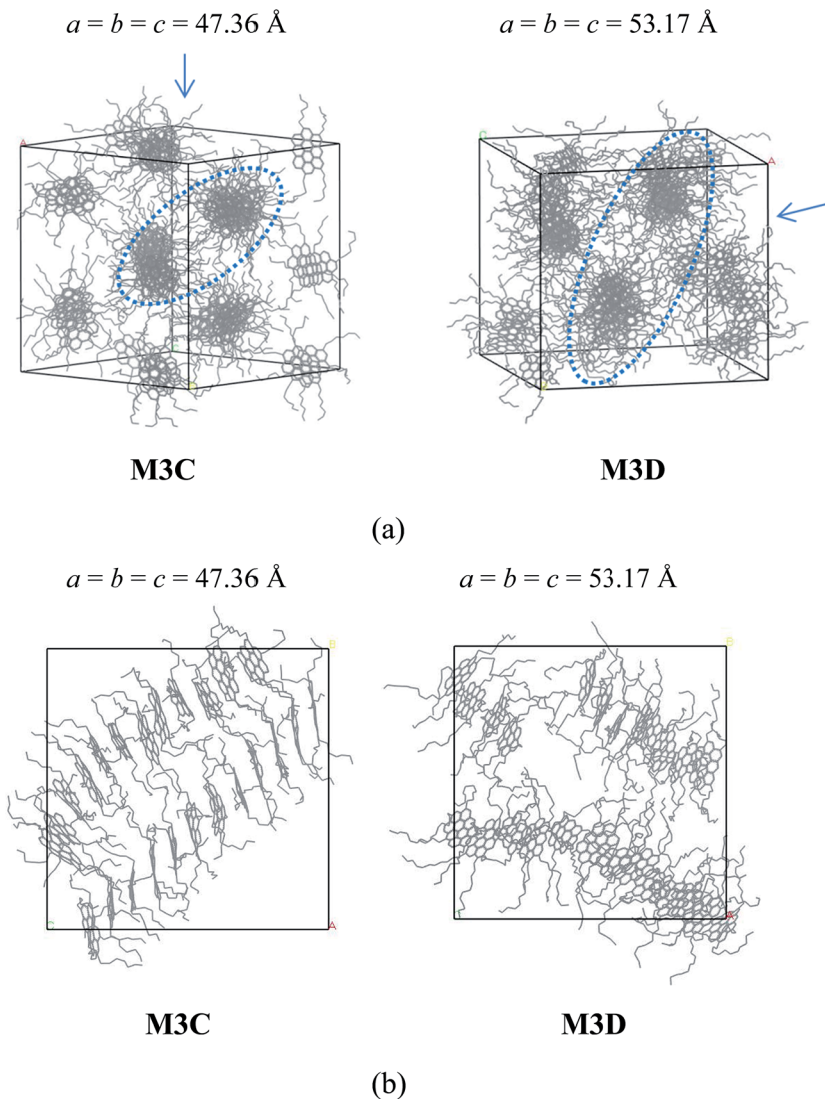 a = b = c = 47.36 Å
a = b = c = 53.17 Å
A
C
C
A
M3C
M3D
(a)
a = b = c = 47.36 Å
a = b = c = 53.17 Å
B
B
C
A
A
M3C
M3D
(b)